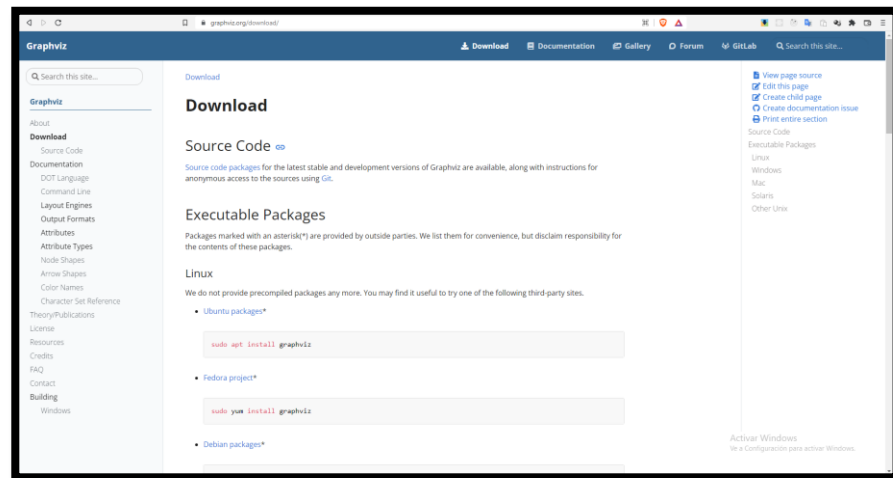 graphviz.org/download/
Graphviz
Download
Documentation
Gallery
Forum
GitLab
Search this site...
Search this site...
Graphviz
About
Download
Source Code
Documentation
DOT Language
Command Line
Layout Engines
Output Formats
Attributes
Attribute Types
Node Shapes
Arrow Shapes
Color Names
Character Set Reference
Theory/Publications
License
Resources
Credits
FAQ
Contact
Building
Windows
Download
Download
Source Code
Source code packages for the latest stable and development versions of Graphviz are available, along with instructions for
anonymous access to the sources using Git.
Executable Packages
Packages marked with an asterisk(*) are provided by outside parties. We list them for convenience, but disclaim responsibility for
the contents of these packages.
Linux
We do not provide precompiled packages any more. You may find it useful to try one of the following third-party sites.
Ubuntu packages*
sudo apt install graphviz
Fedora project*
sudo yum install graphviz
Debian packages*
View page source
Edit this page
Create child page
Create documentation issue
Print entire section
Source Code
Executable Packages
Linux
Windows
Mac
Solaris
Other Unix
Activar Windows
Ve a Configuración para activar Windows.